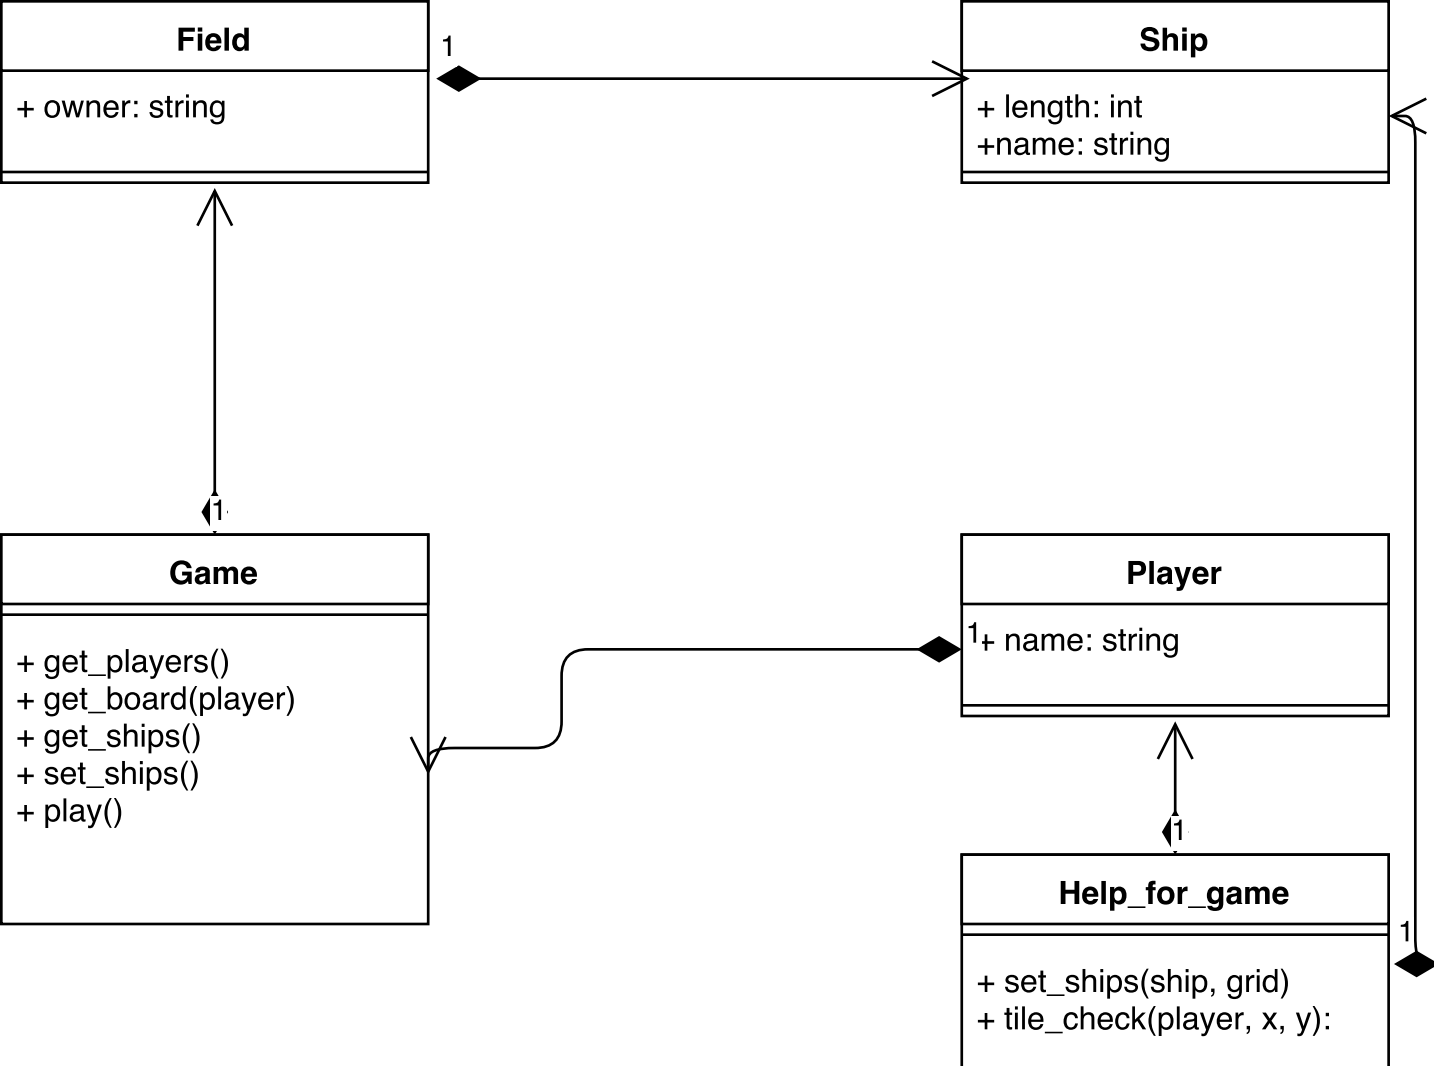 Field
1
+ owner: string
Ship
+ length: int
+name: string
1
Game
+ get_players()
+ get_board(player)
+ get_ships()
+ set_ships()
+ play()
Player
1
+ name: string
1
Help_for_game
1
+ set_ships(ship, grid)
+ tile_check(player, x, y):